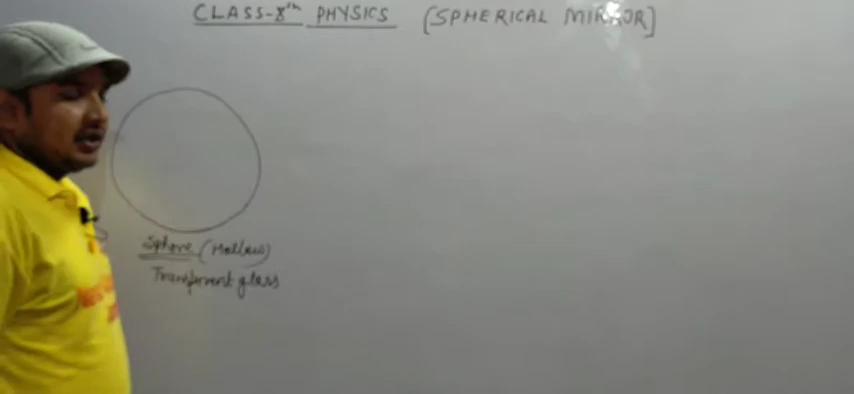 CLASS-8th PHYSICS (SPHERICAL MIRROR)
Sphere (Hollow)
Transparent glass